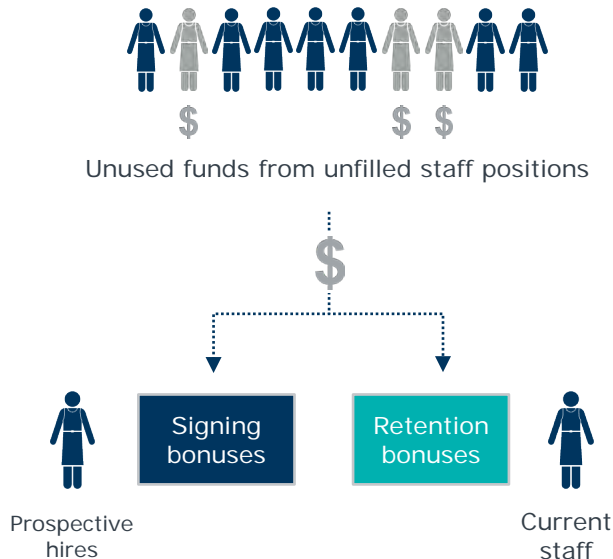 $ $ $
Unused funds from unfilled staff positions
$
Signing
bonuses
Retention
bonuses
Prospective
hires
Current
staff